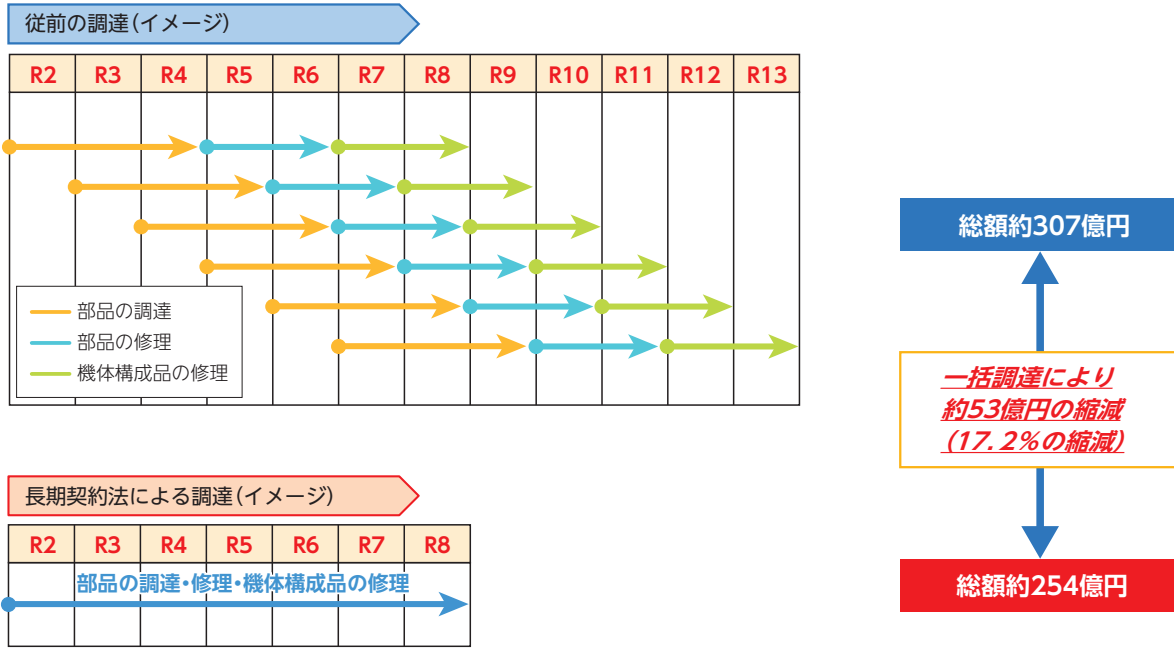 従前の調達(イメージ)
R2 R3 R4 R5 R6 R7 R8 R9 R10 R11 R12 R13
部品の調達
部品の修理
機体構成品の修理
長期契約法による調達(イメージ)
R2 R3 R4 R5 R6 R7 R8
部品の調達・修理・機体構成品の修理
総額約307億円
一括調達により
約53億円の縮減
(17.2%の縮減)
総額約254億円